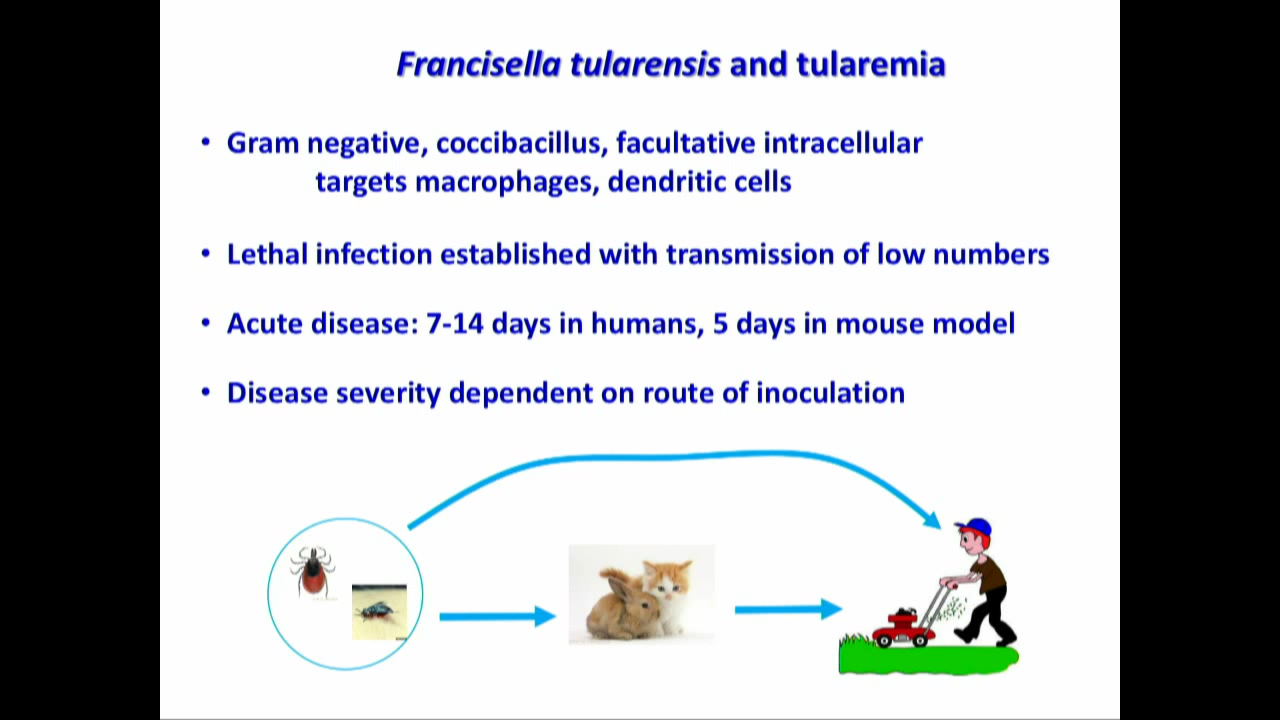 Francisella tularensis and tularemia
• Gram negative, coccibacillus, facultative intracellular
targets macrophages, dendritic cells
• Lethal infection established with transmission of low numbers
• Acute disease: 7-14 days in humans, 5 days in mouse model
• Disease severity dependent on route of inoculation